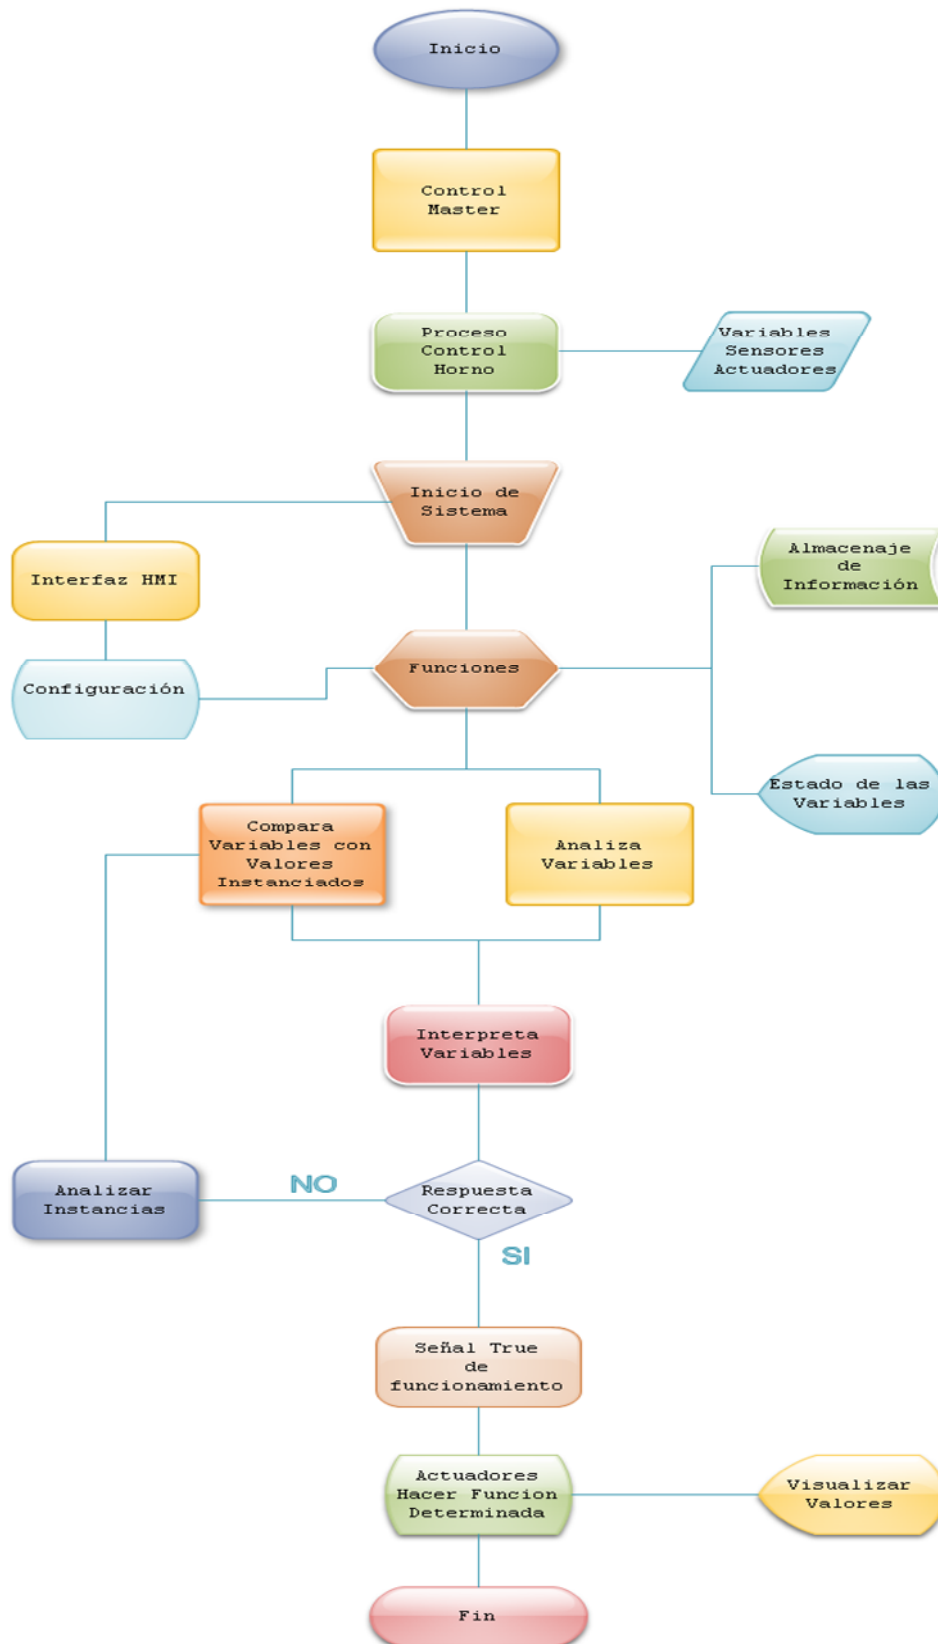 Inicio
Control
Master
Proceso
Control
Horno
Variables
Sensores
Actuadores
Inicio de
Sistema
Interfaz HMI
Almacenaje
de
Información
Funciones
Configuración
Estado de las
Variables
Compara
Variables con
Valores
Instanciados
Analiza
Variables
Interpreta
Variables
Analizar
Instancias
NO
Respuesta
Correcta
SI
Señal True
de
funcionamiento
Actuadores
Hacer Funcion
Determinada
Visualizar
Valores
Fin